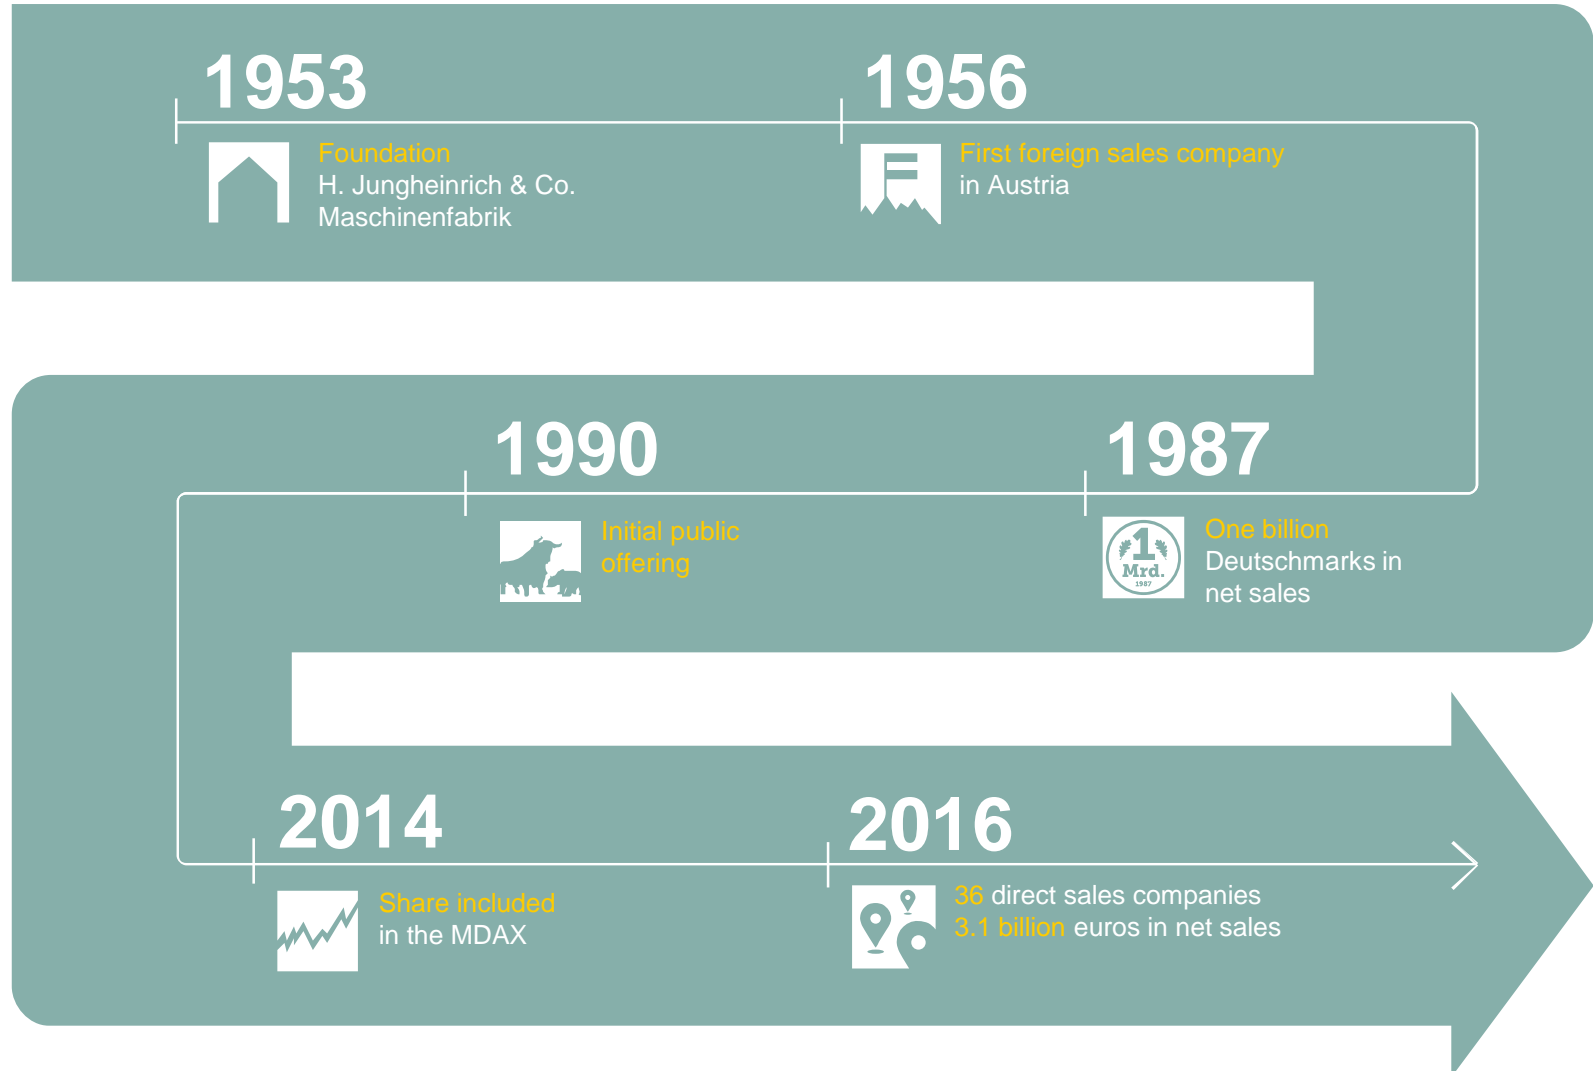 1953
Foundation
H. Jungheinrich & Co.
Maschinenfabrik
1956
First foreign sales company
in Austria
1987
1
Mrd.
1987
One billion
Deutschmarks in
net sales
1990
Initial public
offering
2014
Share included
in the MDAX
2016
36 direct sales companies
3.1 billion euros in net sales